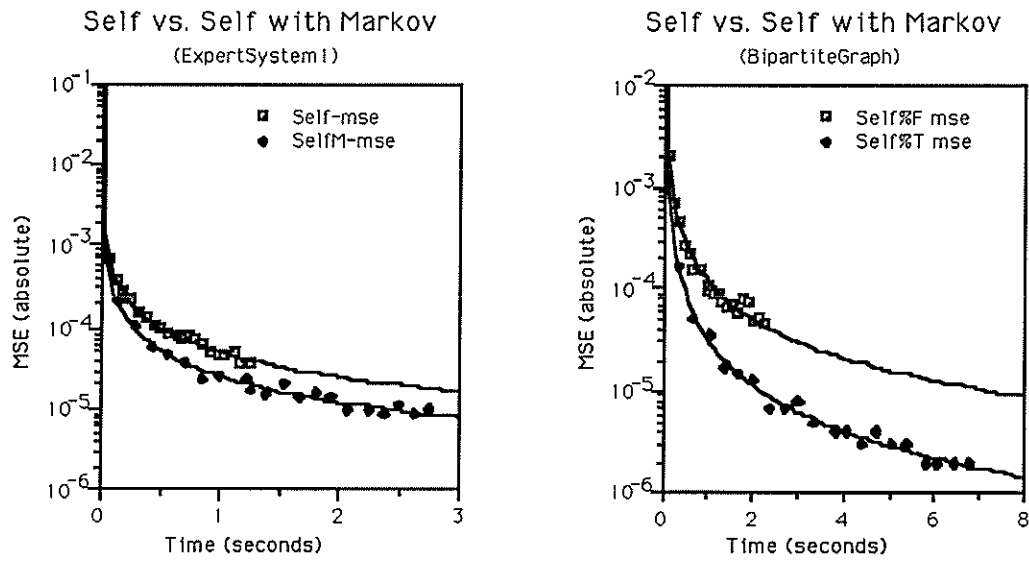 Self vs. Self with Markov
(ExpertSystem1)
10-1
10-2
10-3
10-4
10-5
10-6
MSE (absolute)
Self-mse
SelfM-mse
0
1
2
3
Time (seconds)
Self vs. Self with Markov
(BipartiteGraph)
10-2
10-3
10-4
10-5
10-6
MSE (absolute)
Self%F mse
Self%T mse
0
2
4
6
8
Time (seconds)